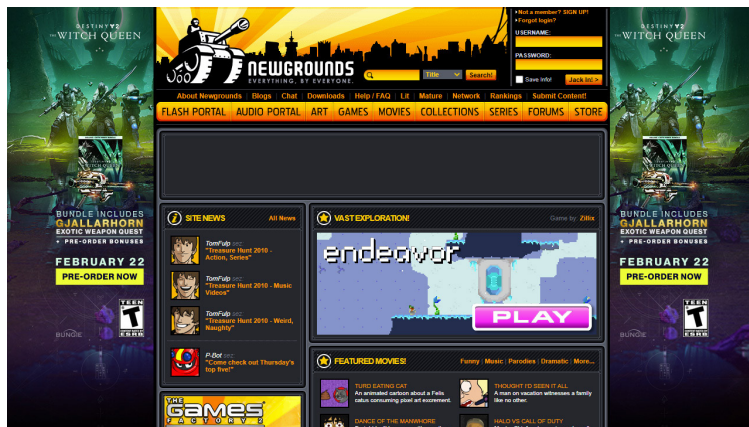 DESTINY 2
THE WITCH QUEEN
BUNDLE INCLUDES
GJALLARHORN
EXOTIC WEAPON QUEST
+ PRE-ORDER BONUSES
FEBRUARY 22
PRE-ORDER NOW
BUNGIE
TEEN
T
ESRB
NEWGROUNDS
EVERYTHING, BY EVERYONE.
Title
Search!
Not a member? SIGN UP!
Forgot login?
USERNAME:
PASSWORD:
Save info!
Jack In! >
About Newgrounds | Blogs | Chat | Downloads | Help / FAQ | Lit | Mature | Network | Rankings | Submit Content!
FLASH PORTAL AUDIO PORTAL ART GAMES MOVIES COLLECTIONS SERIES FORUMS STORE
SITE NEWS
All News
TomFulp sez:
"Treasure Hunt 2010 -
Action, Series"
TomFulp sez:
"Treasure Hunt 2010 - Music
Videos"
TomFulp sez:
"Treasure Hunt 2010 - Weird,
Naughty"
P-Bot sez:
"Come check out Thursday's
top five!"
THE
GAMES
FACTORY 2
VAST EXPLORATION!
Game by: Zillix
endeavor
PLAY
FEATURED MOVIES!
Funny | Music | Parodies | Dramatic | More...
TURD EATING CAT
An animated cartoon about a Felis
catus consuming pixel art excrement.
THOUGHT I'D SEEN IT ALL
A man on vacation witnesses a family
like no other.
DANCE OF THE MANWHORE
HALO VS CALL OF DUTY
DESTINY 2
THE WITCH QUEEN
BUNDLE INCLUDES
GJALLARHORN
EXOTIC WEAPON QUEST
+ PRE-ORDER BONUSES
FEBRUARY 22
PRE-ORDER NOW
BUNGIE
TEEN
T
ESRB